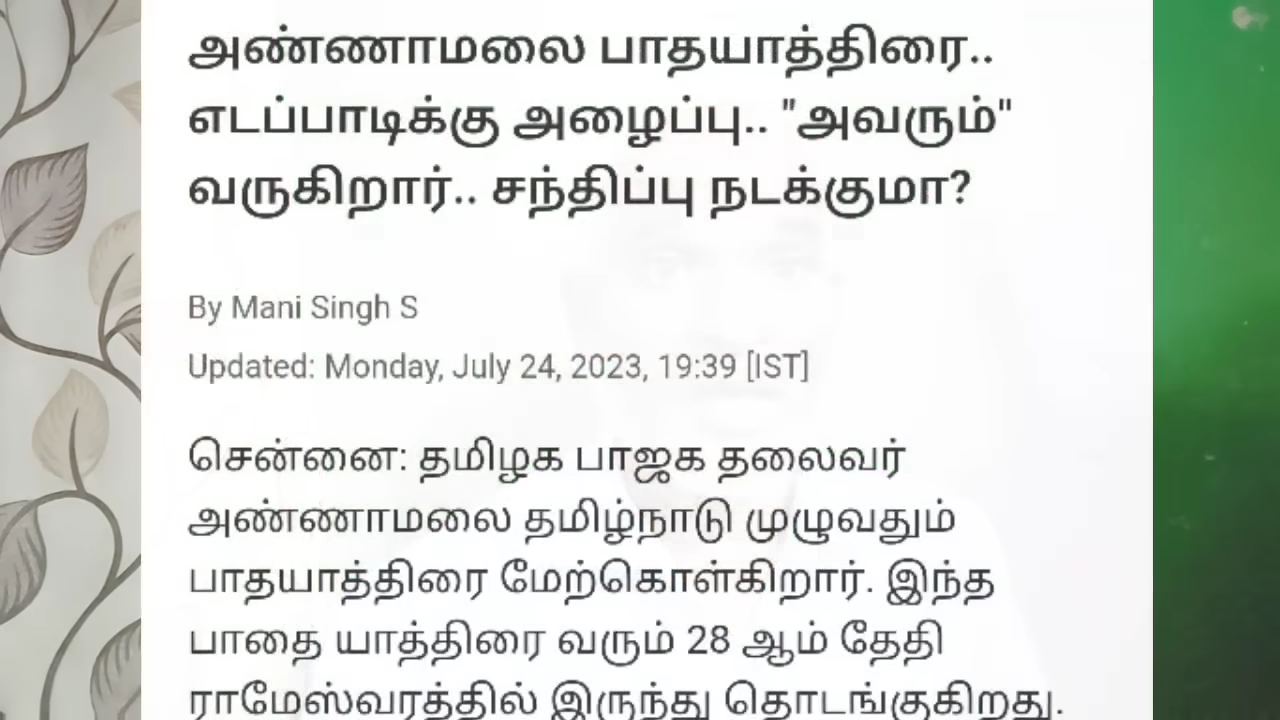 அண்ணாமலை பாதயாத்திரை..
எடப்பாடிக்கு அழைப்பு.. "அவரும்"
வருகிறார்.. சந்திப்பு நடக்குமா?
By Mani Singh S
Updated: Monday, July 24, 2023, 19:39 [IST]
சென்னை: தமிழக பாஜக தலைவர்
அண்ணாமலை தமிழ்நாடு முழுவதும்
பாதயாத்திரை மேற்கொள்கிறார். இந்த
பாதை யாத்திரை வரும் 28 ஆம் தேதி
ராமேஸ்வரத்தில் இருந்து தொடங்குகிறது.